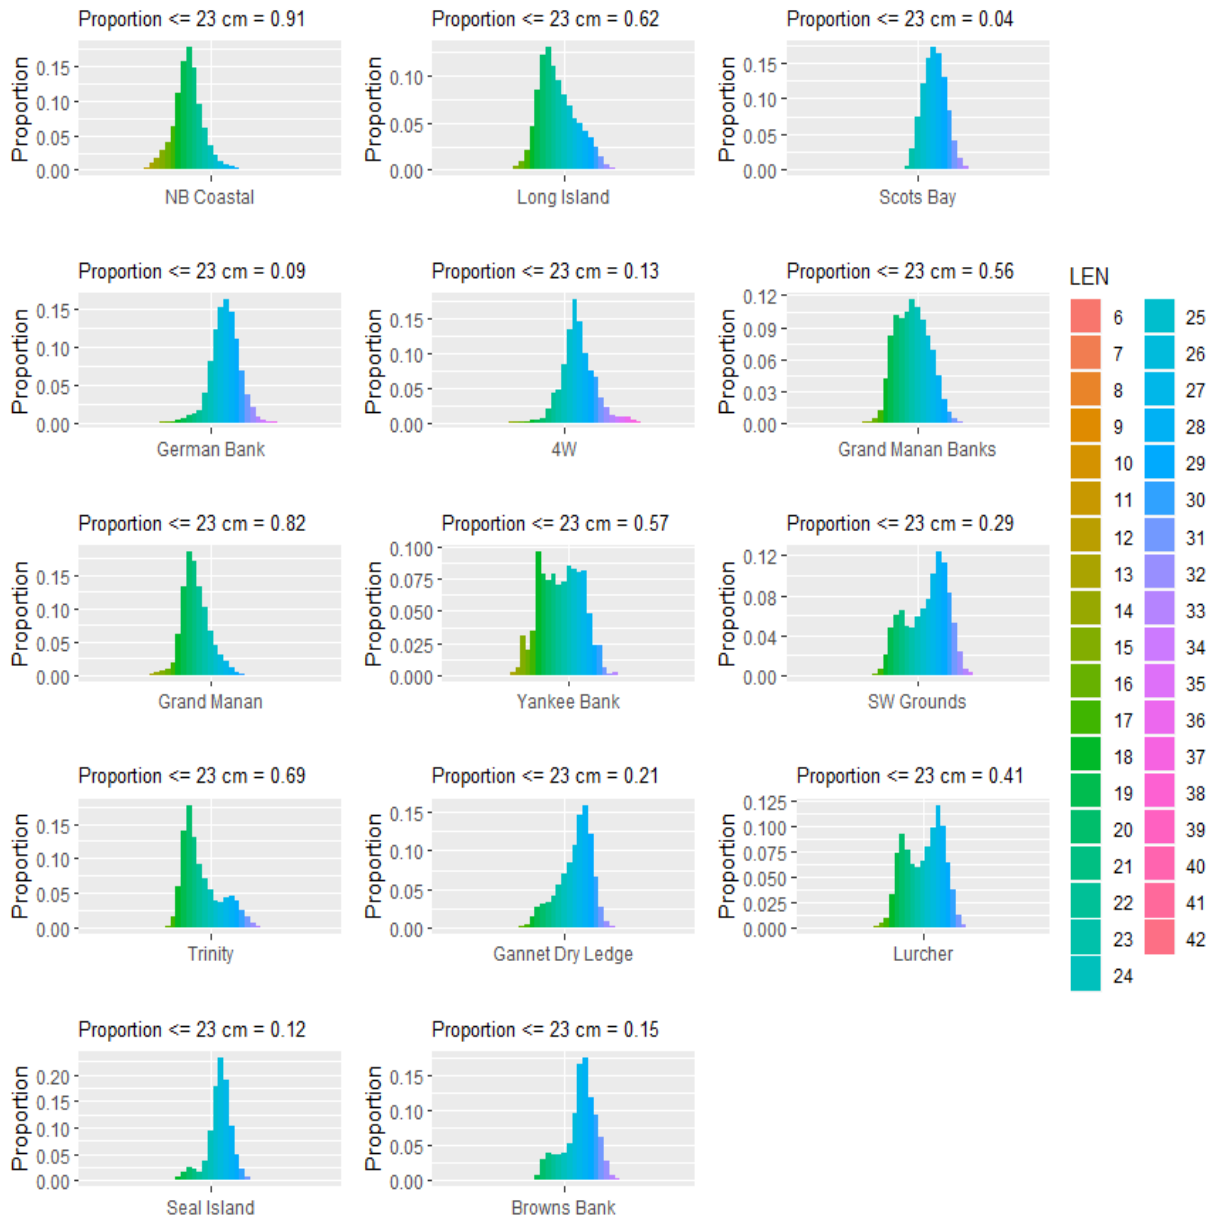 Proportion <= 23 cm = 0.91
Proportion <= 23 cm = 0.62
Proportion <= 23 cm = 0.04
Proportion
0.15
0.10
0.05
0.00
NB Coastal
Proportion
0.10
0.05
0.00
Long Island
Proportion
0.15
0.10
0.05
0.00
Scots Bay
Proportion <= 23 cm = 0.09
Proportion <= 23 cm = 0.13
Proportion <= 23 cm = 0.56
Proportion
0.15
0.10
0.05
0.00
German Bank
Proportion
0.15
0.10
0.05
0.00
4W
Proportion
0.12
0.09
0.06
0.03
0.00
Grand Manan Banks
Proportion <= 23 cm = 0.82
Proportion <= 23 cm = 0.57
Proportion <= 23 cm = 0.29
Proportion
0.15
0.10
0.05
0.00
Grand Manan
Proportion
0.100
0.075
0.050
0.025
0.000
Yankee Bank
Proportion
0.12
0.08
0.04
0.00
SW Grounds
Proportion <= 23 cm = 0.69
Proportion <= 23 cm = 0.21
Proportion <= 23 cm = 0.41
Proportion
0.15
0.10
0.05
0.00
Trinity
Proportion
0.15
0.10
0.05
0.00
Gannet Dry Ledge
Proportion
0.125
0.100
0.075
0.050
0.025
0.000
Lurcher
Proportion <= 23 cm = 0.12
Proportion <= 23 cm = 0.15
Proportion
0.20
0.15
0.10
0.05
0.00
Seal Island
Proportion
0.15
0.10
0.05
0.00
Browns Bank
LEN
6
7
8
9
10
11
12
13
14
15
16
17
18
19
20
21
22
23
24
25
26
27
28
29
30
31
32
33
34
35
36
37
38
39
40
41
42